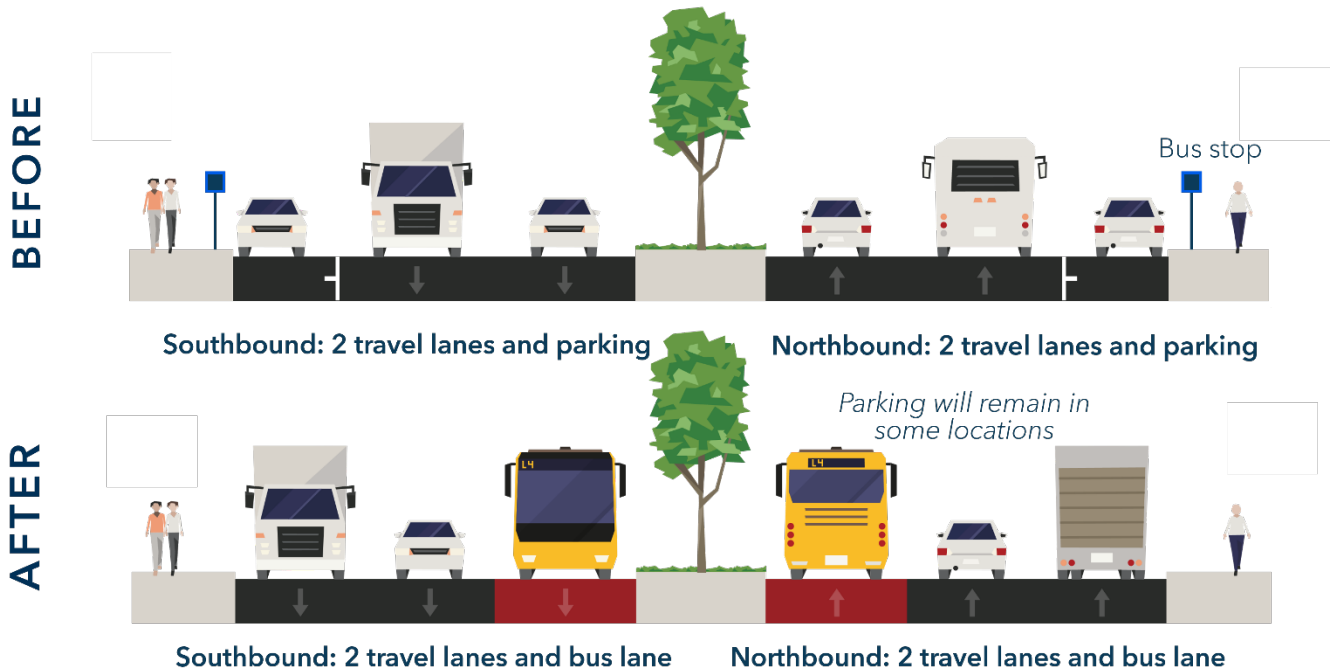 BEFORE
Bus stop
Southbound: 2 travel lanes and parking
Northbound: 2 travel lanes and parking
AFTER
Parking will remain in
some locations
L4
L4
Southbound: 2 travel lanes and bus lane
Northbound: 2 travel lanes and bus lane